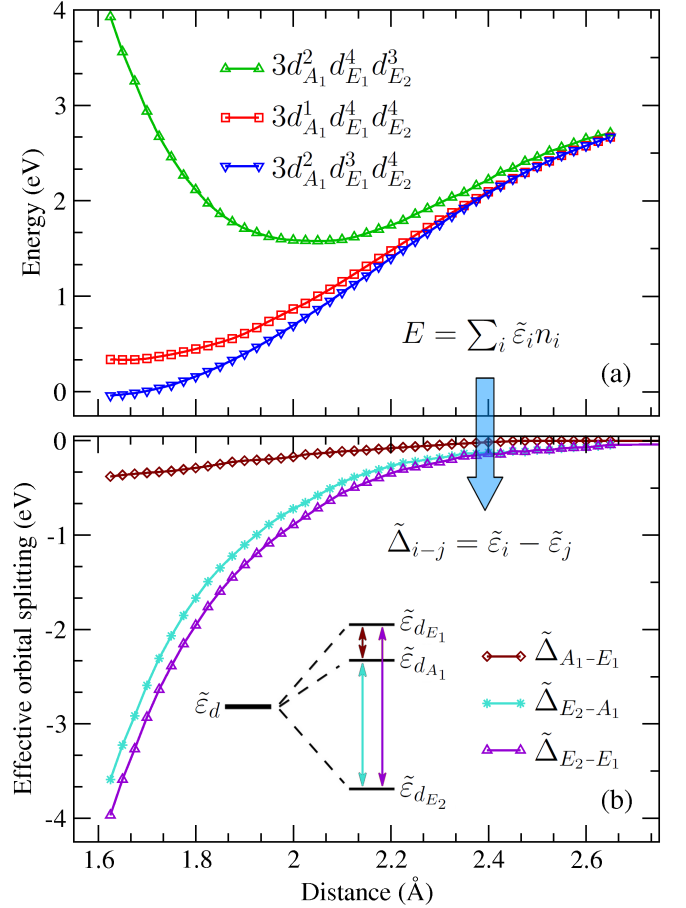 4
3
2
1
0
Energy (eV)
3d²_{A₁}d⁴_{E₁}d³_{E₂}
3d¹_{A₁}d⁴_{E₁}d⁴_{E₂}
3d²_{A₁}d³_{E₁}d⁴_{E₂}
E = ∑_i ε̃_i n_i
(a)
0
-1
-2
-3
-4
Effective orbital splitting (eV)
Δ̃_{i−j} = ε̃_i − ε̃_j
ε̃_{d_{E₁}}
ε̃_{d_{A₁}}
ε̃_d
ε̃_{d_{E₂}}
Δ̃_{A₁−E₁}
Δ̃_{E₂−A₁}
Δ̃_{E₂−E₁}
(b)
1.6 1.8 2 2.2 2.4 2.6
Distance (Å)